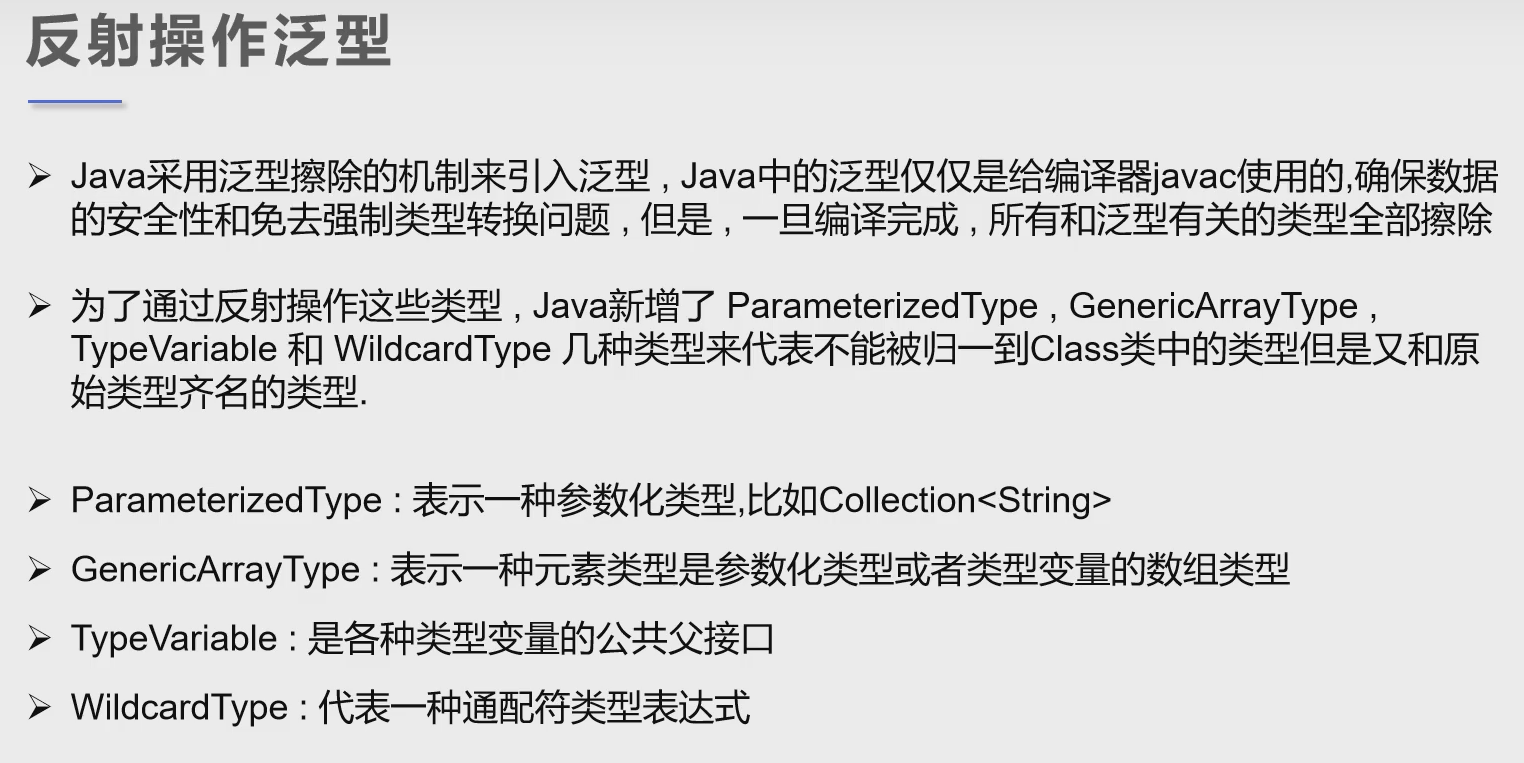 反射操作泛型
➢ Java采用泛型擦除的机制来引入泛型 , Java中的泛型仅仅是给编译器javac使用的,确保数据
的安全性和免去强制类型转换问题 , 但是 , 一旦编译完成 , 所有和泛型有关的类型全部擦除
➢ 为了通过反射操作这些类型 , Java新增了 ParameterizedType , GenericArrayType ,
TypeVariable 和 WildcardType 几种类型来代表不能被归一到Class类中的类型但是又和原
始类型齐名的类型.
➢ ParameterizedType : 表示一种参数化类型,比如Collection<String>
➢ GenericArrayType : 表示一种元素类型是参数化类型或者类型变量的数组类型
➢ TypeVariable : 是各种类型变量的公共父接口
➢ WildcardType : 代表一种通配符类型表达式